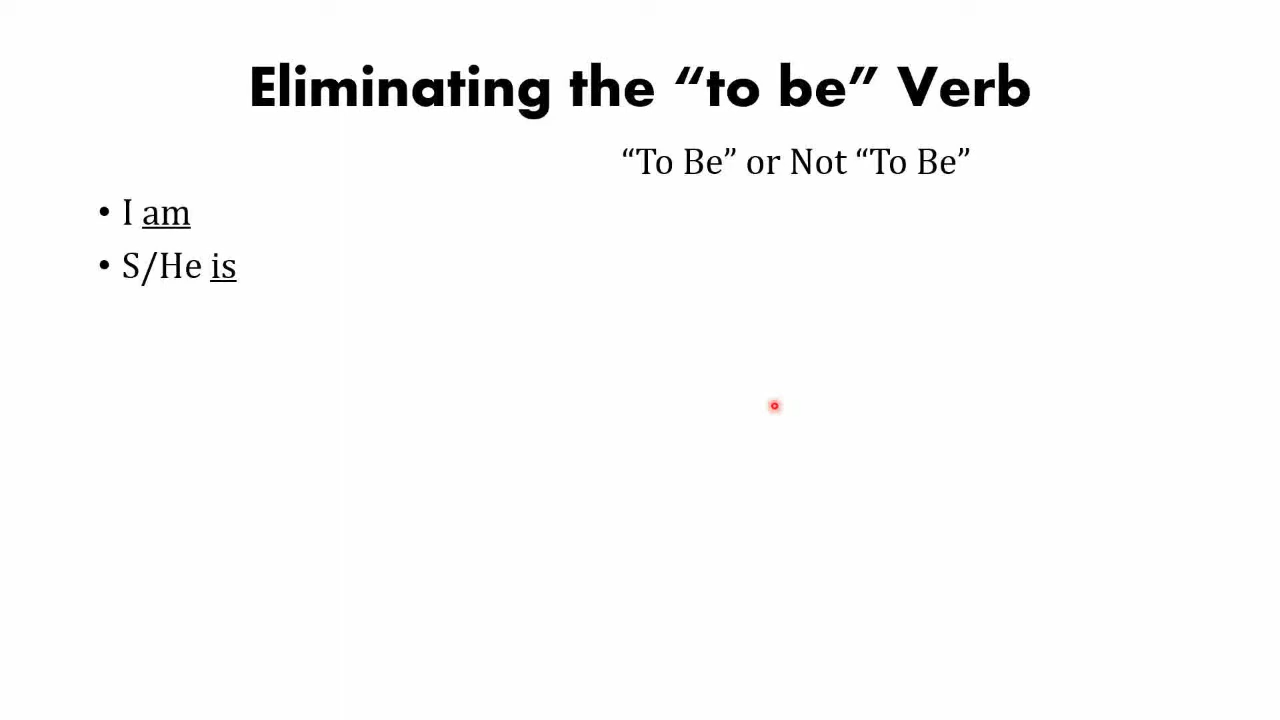 Eliminating the “to be” Verb
“To Be” or Not “To Be”
• I am
• S/He is